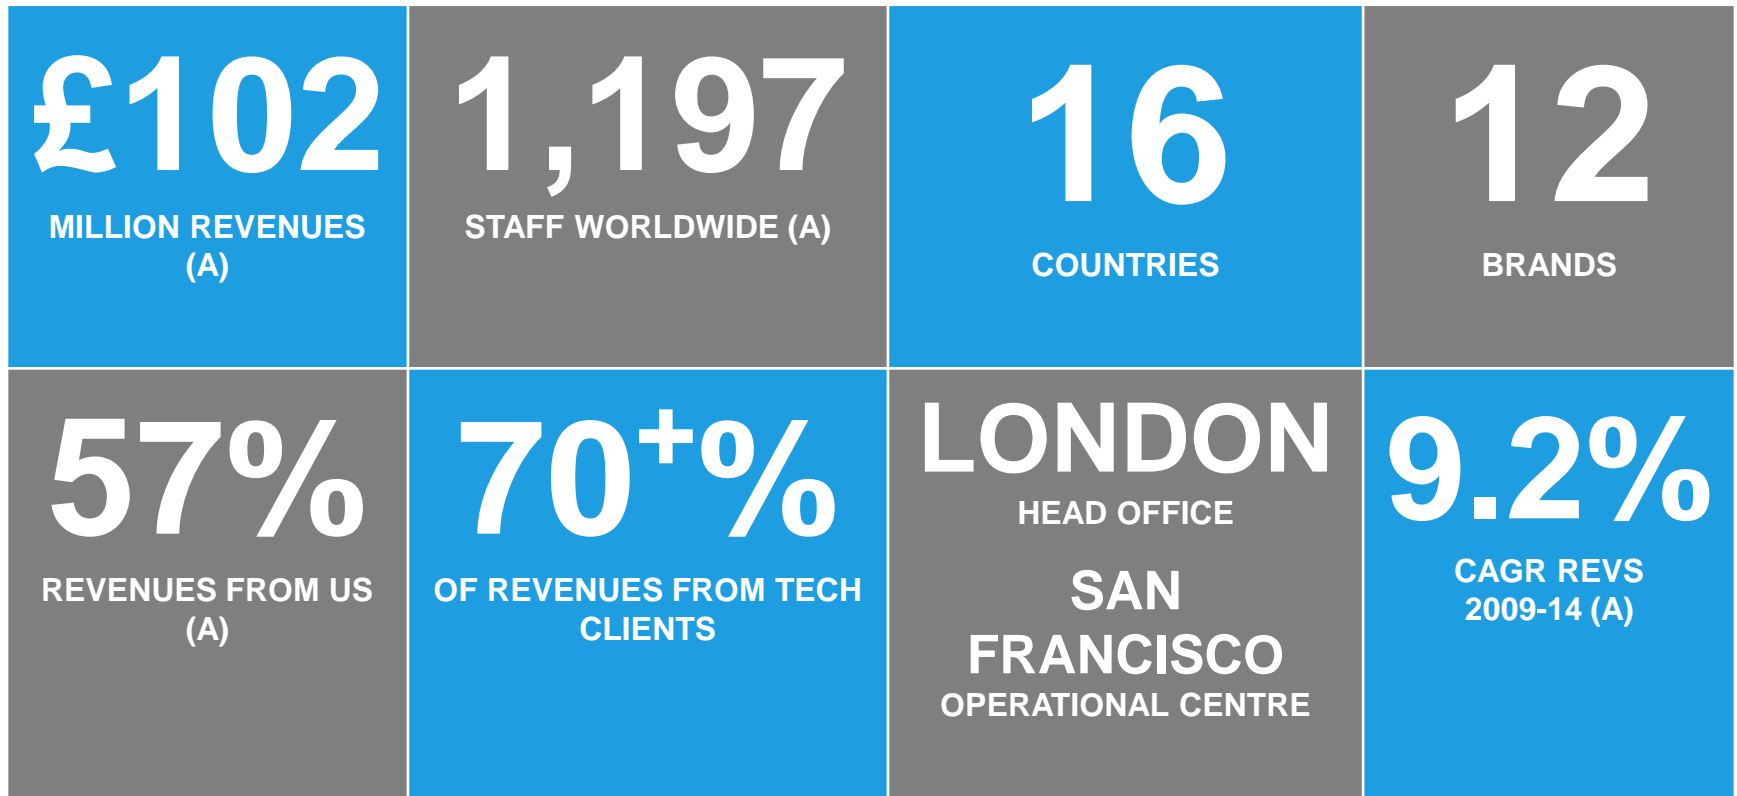 £102
MILLION REVENUES
(A)
1,197
STAFF WORLDWIDE (A)
16
COUNTRIES
12
BRANDS
57%
REVENUES FROM US
(A)
70+%
OF REVENUES FROM TECH
CLIENTS
LONDON
HEAD OFFICE
SAN
FRANCISCO
OPERATIONAL CENTRE
9.2%
CAGR REVS
2009-14 (A)